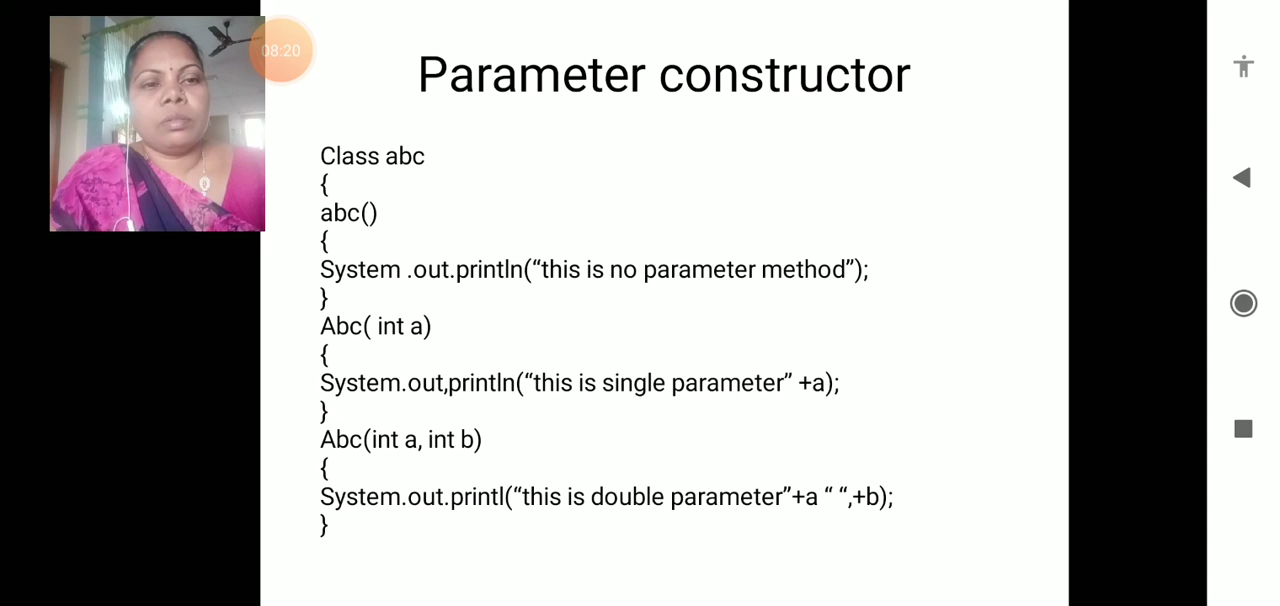 08:20
Parameter constructor
Class abc
{
abc()
{
System .out.println(“this is no parameter method”);
}
Abc( int a)
{
System.out,println(“this is single parameter” +a);
}
Abc(int a, int b)
{
System.out.printl(“this is double parameter”+a “ “,+b);
}